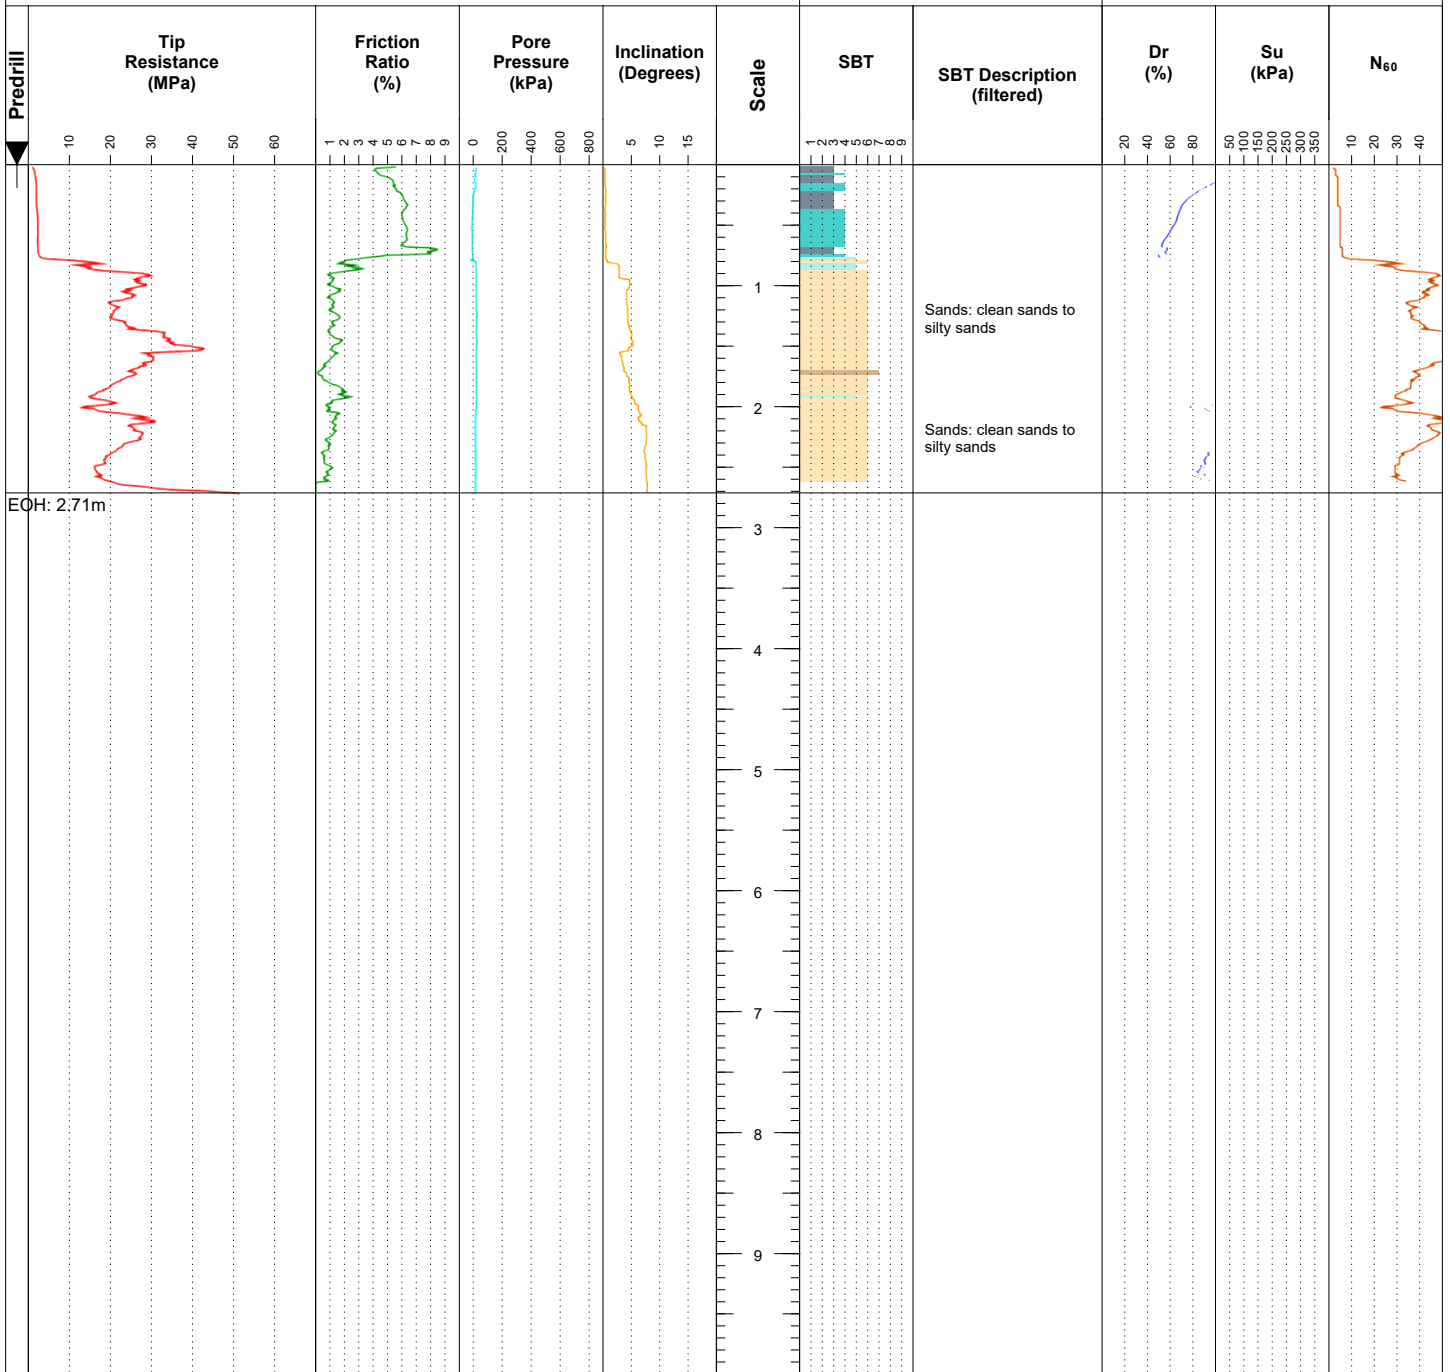 Predrill
Tip
Resistance
(MPa)
Friction
Ratio
(%)
Pore
Pressure
(kPa)
Inclination
(Degrees)
Scale
SBT
SBT Description
(filtered)
Dr
(%)
Su
(kPa)
N60
10 20 30 40 50 60
1 2 3 4 5 6 7 8 9
0 200 400 600 800
5 10 15
1 2 3 4 5 6 7 8 9
20 40 60 80
50 100 150 200 250 300 350
10 20 30 40
1
Sands: clean sands to
silty sands
2
Sands: clean sands to
silty sands
EOH: 2.71m
3
4
5
6
7
8
9